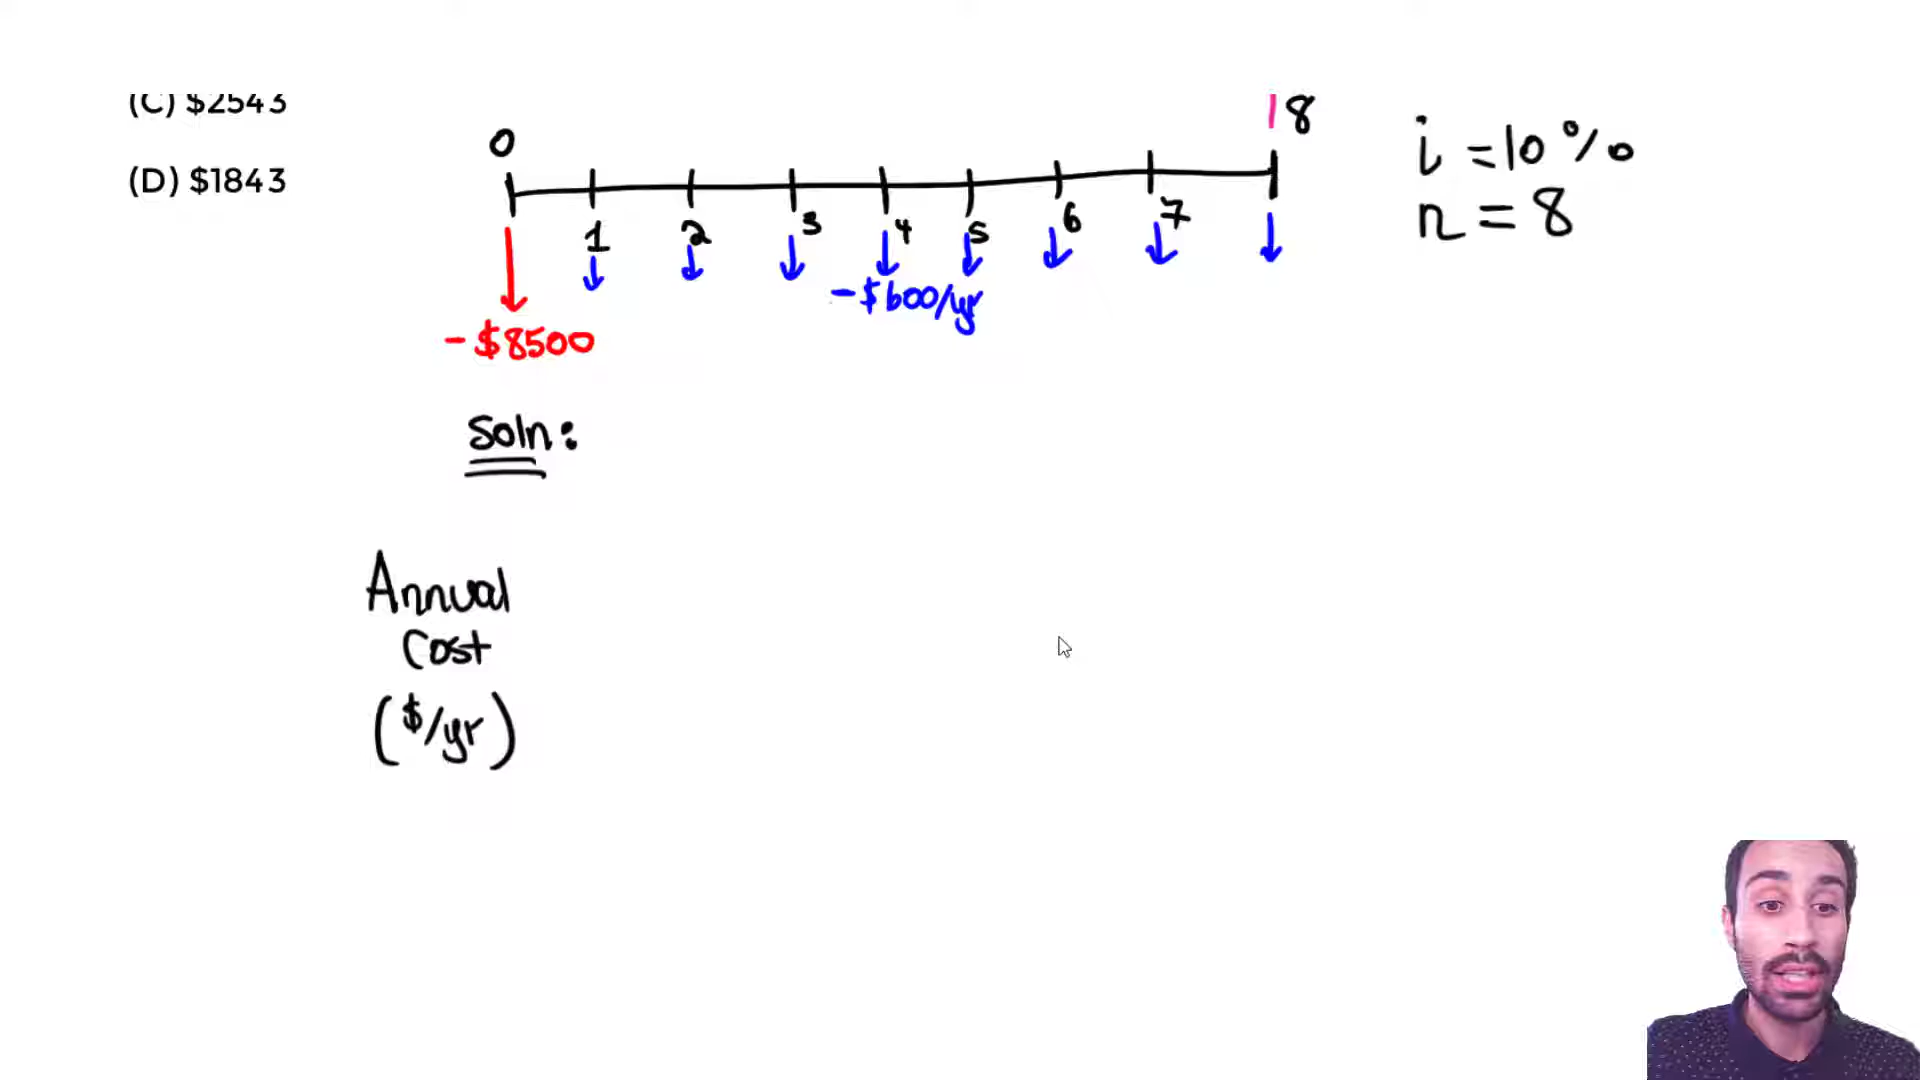 (C) $2543
(D) $1843
0
8
1
2
3
4
5
6
7
-$8500
-$600/yr
i = 10%
n = 8
Soln:
Annual
Cost
($/yr)